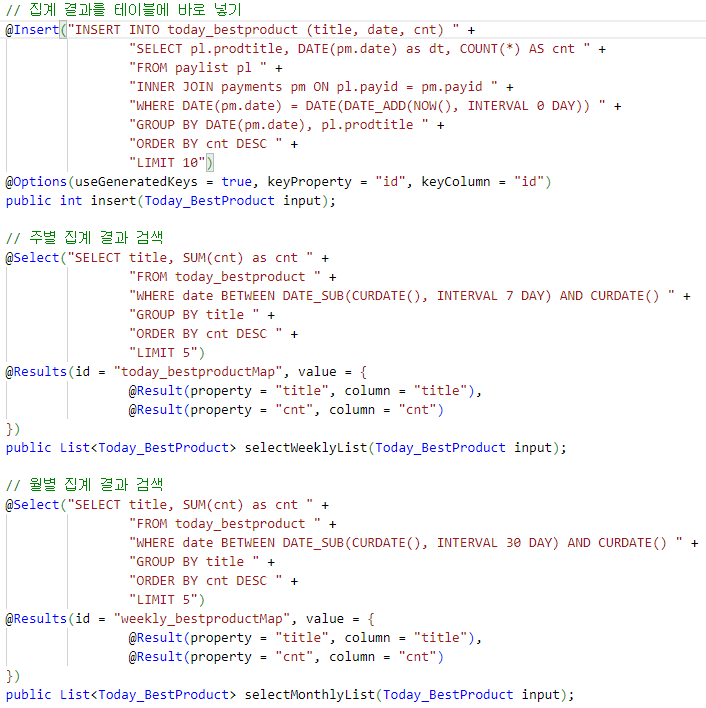 // 집계 결과를 테이블에 바로 넣기
@Insert("INSERT INTO today_bestproduct (title, date, cnt) " +
"SELECT pl.prodtitle, DATE(pm.date) as dt, COUNT(*) AS cnt " +
"FROM paylist pl " +
"INNER JOIN payments pm ON pl.payid = pm.payid " +
"WHERE DATE(pm.date) = DATE(DATE_ADD(NOW(), INTERVAL 0 DAY)) " +
"GROUP BY DATE(pm.date), pl.prodtitle " +
"ORDER BY cnt DESC " +
"LIMIT 10")
@Options(useGeneratedKeys = true, keyProperty = "id", keyColumn = "id")
public int insert(Today_BestProduct input);
// 주별 집계 결과 검색
@Select("SELECT title, SUM(cnt) as cnt " +
"FROM today_bestproduct " +
"WHERE date BETWEEN DATE_SUB(CURDATE(), INTERVAL 7 DAY) AND CURDATE() " +
"GROUP BY title " +
"ORDER BY cnt DESC " +
"LIMIT 5")
@Results(id = "today_bestproductMap", value = {
@Result(property = "title", column = "title"),
@Result(property = "cnt", column = "cnt")
})
public List<Today_BestProduct> selectWeeklyList(Today_BestProduct input);
// 월별 집계 결과 검색
@Select("SELECT title, SUM(cnt) as cnt " +
"FROM today_bestproduct " +
"WHERE date BETWEEN DATE_SUB(CURDATE(), INTERVAL 30 DAY) AND CURDATE() " +
"GROUP BY title " +
"ORDER BY cnt DESC " +
"LIMIT 5")
@Results(id = "weekly_bestproductMap", value = {
@Result(property = "title", column = "title"),
@Result(property = "cnt", column = "cnt")
})
public List<Today_BestProduct> selectMonthlyList(Today_BestProduct input);